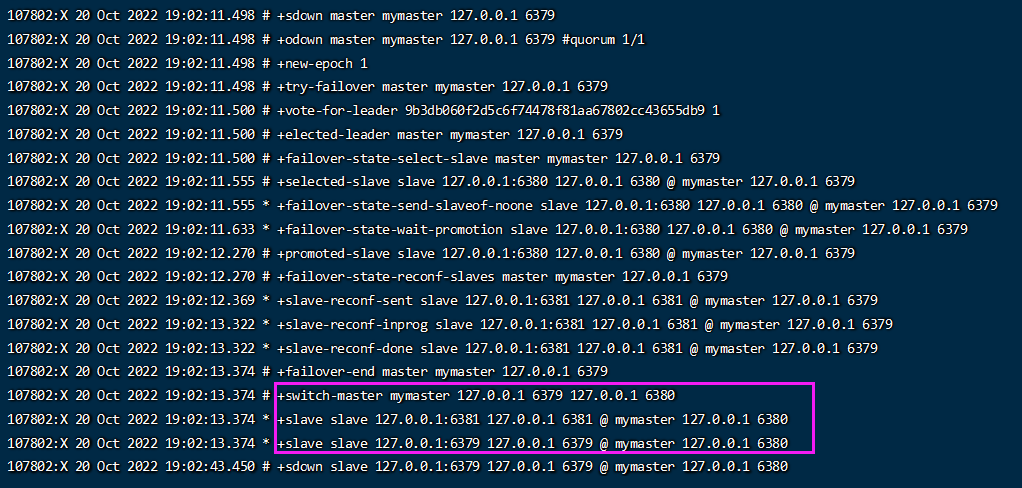 107802:X 20 Oct 2022 19:02:11.498 # +sdown master mymaster 127.0.0.1 6379
107802:X 20 Oct 2022 19:02:11.498 # +odown master mymaster 127.0.0.1 6379 #quorum 1/1
107802:X 20 Oct 2022 19:02:11.498 # +new-epoch 1
107802:X 20 Oct 2022 19:02:11.498 # +try-failover master mymaster 127.0.0.1 6379
107802:X 20 Oct 2022 19:02:11.500 # +vote-for-leader 9b3db060f2d5c6f74478f81aa67802cc43655db9 1
107802:X 20 Oct 2022 19:02:11.500 # +elected-leader master mymaster 127.0.0.1 6379
107802:X 20 Oct 2022 19:02:11.500 # +failover-state-select-slave master mymaster 127.0.0.1 6379
107802:X 20 Oct 2022 19:02:11.555 # +selected-slave slave 127.0.0.1:6380 127.0.0.1 6380 @ mymaster 127.0.0.1 6379
107802:X 20 Oct 2022 19:02:11.555 * +failover-state-send-slaveof-noone slave 127.0.0.1:6380 127.0.0.1 6380 @ mymaster 127.0.0.1 6379
107802:X 20 Oct 2022 19:02:11.633 * +failover-state-wait-promotion slave 127.0.0.1:6380 127.0.0.1 6380 @ mymaster 127.0.0.1 6379
107802:X 20 Oct 2022 19:02:12.270 # +promoted-slave slave 127.0.0.1:6380 127.0.0.1 6380 @ mymaster 127.0.0.1 6379
107802:X 20 Oct 2022 19:02:12.270 # +failover-state-reconf-slaves master mymaster 127.0.0.1 6379
107802:X 20 Oct 2022 19:02:12.369 * +slave-reconf-sent slave 127.0.0.1:6381 127.0.0.1 6381 @ mymaster 127.0.0.1 6379
107802:X 20 Oct 2022 19:02:13.322 * +slave-reconf-inprog slave 127.0.0.1:6381 127.0.0.1 6381 @ mymaster 127.0.0.1 6379
107802:X 20 Oct 2022 19:02:13.322 * +slave-reconf-done slave 127.0.0.1:6381 127.0.0.1 6381 @ mymaster 127.0.0.1 6379
107802:X 20 Oct 2022 19:02:13.374 # +failover-end master mymaster 127.0.0.1 6379
107802:X 20 Oct 2022 19:02:13.374 # +switch-master mymaster 127.0.0.1 6379 127.0.0.1 6380
107802:X 20 Oct 2022 19:02:13.374 * +slave slave 127.0.0.1:6381 127.0.0.1 6381 @ mymaster 127.0.0.1 6380
107802:X 20 Oct 2022 19:02:13.374 * +slave slave 127.0.0.1:6379 127.0.0.1 6379 @ mymaster 127.0.0.1 6380
107802:X 20 Oct 2022 19:02:43.450 # +sdown slave 127.0.0.1:6379 127.0.0.1 6379 @ mymaster 127.0.0.1 6380